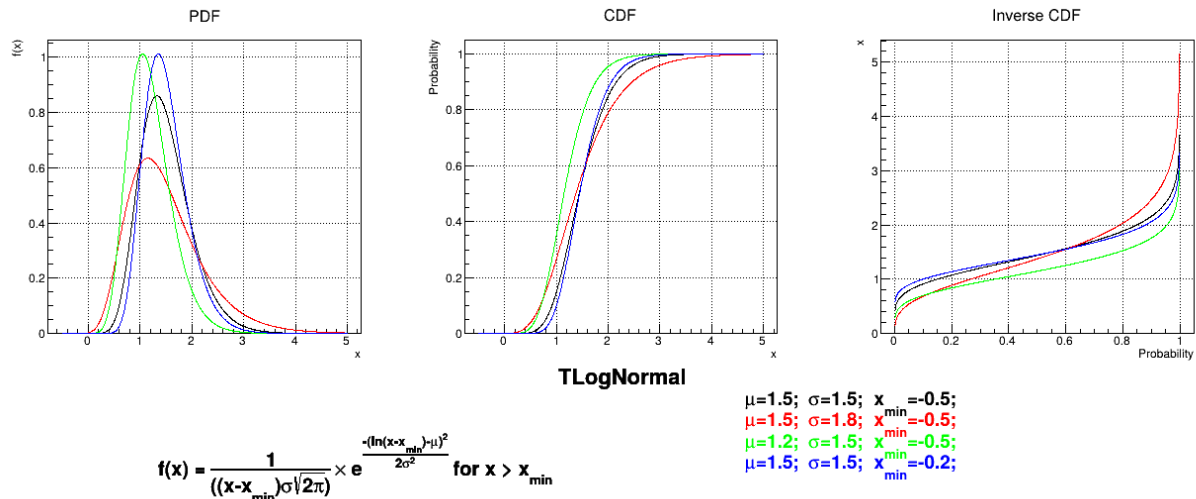 PDF
CDF
Inverse CDF
f(x)
1
0.8
0.6
0.4
0.2
0
0 1 2 3 4 5
x
Probability
1
0.8
0.6
0.4
0.2
0
0 1 2 3 4 5
x
x
5
4
3
2
1
0
0 0.2 0.4 0.6 0.8 1
Probability
TLogNormal
μ=1.5; σ=1.5; x_min=-0.5;
μ=1.5; σ=1.8; x_min=-0.5;
μ=1.2; σ=1.5; x_min=-0.5;
μ=1.5; σ=1.5; x_min=-0.2;
f(x) = 1/((x-x_min)σ√2π) × e^(-(ln(x-x_min)-μ)²/2σ²) for x > x_min